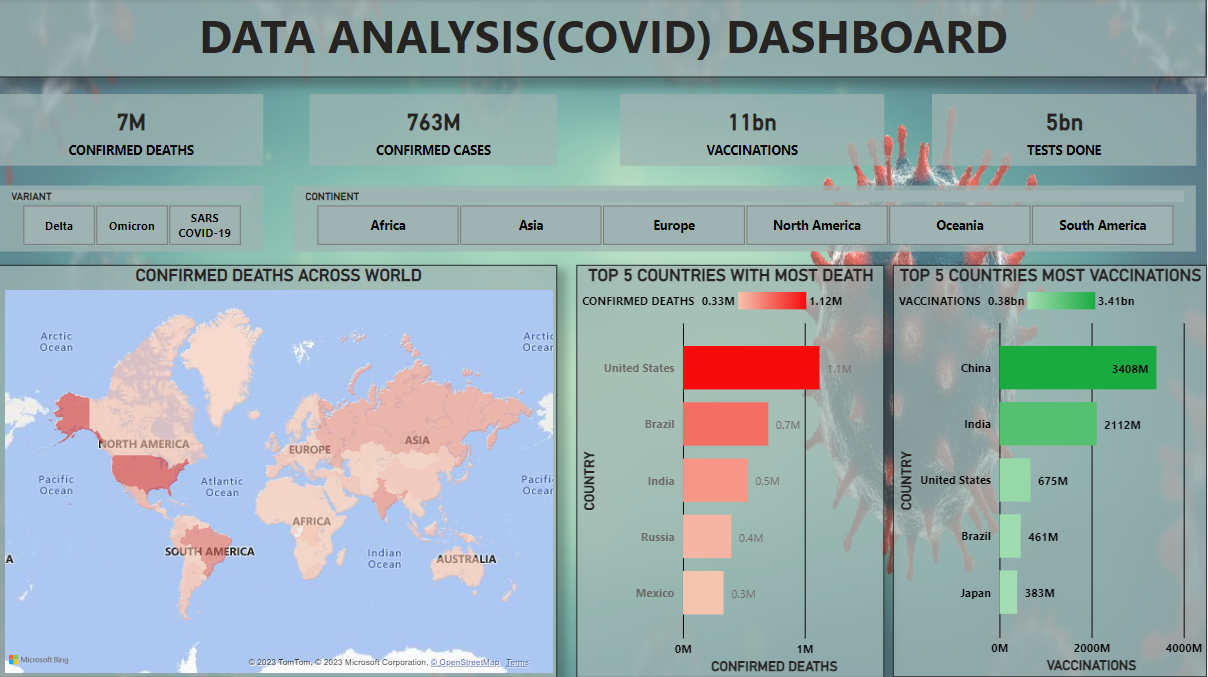 DATA ANALYSIS(COVID) DASHBOARD
7M
CONFIRMED DEATHS
763M
CONFIRMED CASES
11bn
VACCINATIONS
5bn
TESTS DONE
VARIANT
Delta
Omicron
SARS
COVID-19
CONTINENT
Africa
Asia
Europe
North America
Oceania
South America
CONFIRMED DEATHS ACROSS WORLD
Arctic
Ocean
Arctic
Ocean
NORTH AMERICA
EUROPE
ASIA
Pacific
Ocean
Atlantic
Ocean
Pacific
Ocean
AFRICA
SOUTH AMERICA
Indian
Ocean
AUSTRALIA
A
Microsoft Bing
© 2023 TomTom, © 2023 Microsoft Corporation, © OpenStreetMap Terms
TOP 5 COUNTRIES WITH MOST DEATH
CONFIRMED DEATHS 0.33M 1.12M
COUNTRY
United States 1.1M
Brazil 0.7M
India 0.5M
Russia 0.4M
Mexico 0.3M
0M 1M
CONFIRMED DEATHS
TOP 5 COUNTRIES MOST VACCINATIONS
VACCINATIONS 0.38bn 3.41bn
COUNTRY
China 3408M
India 2112M
United States 675M
Brazil 461M
Japan 383M
0M 2000M 4000M
VACCINATIONS